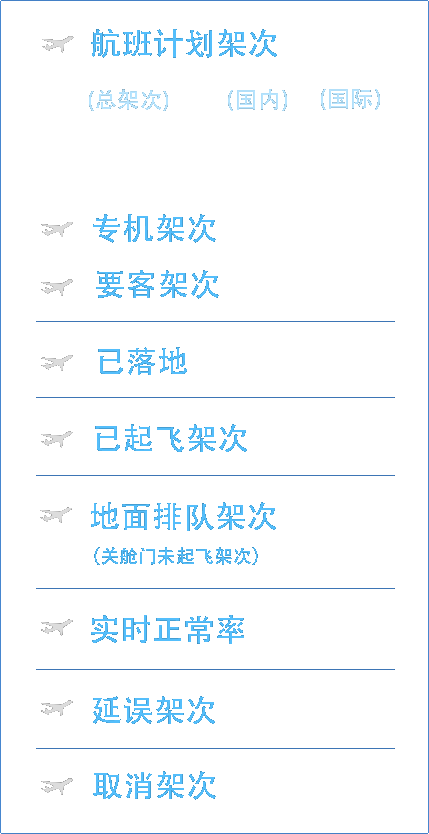 航班计划架次
(总架次) (国内) (国际)
专机架次
要客架次
已落地
已起飞架次
地面排队架次
(关舱门未起飞架次)
实时正常率
延误架次
取消架次